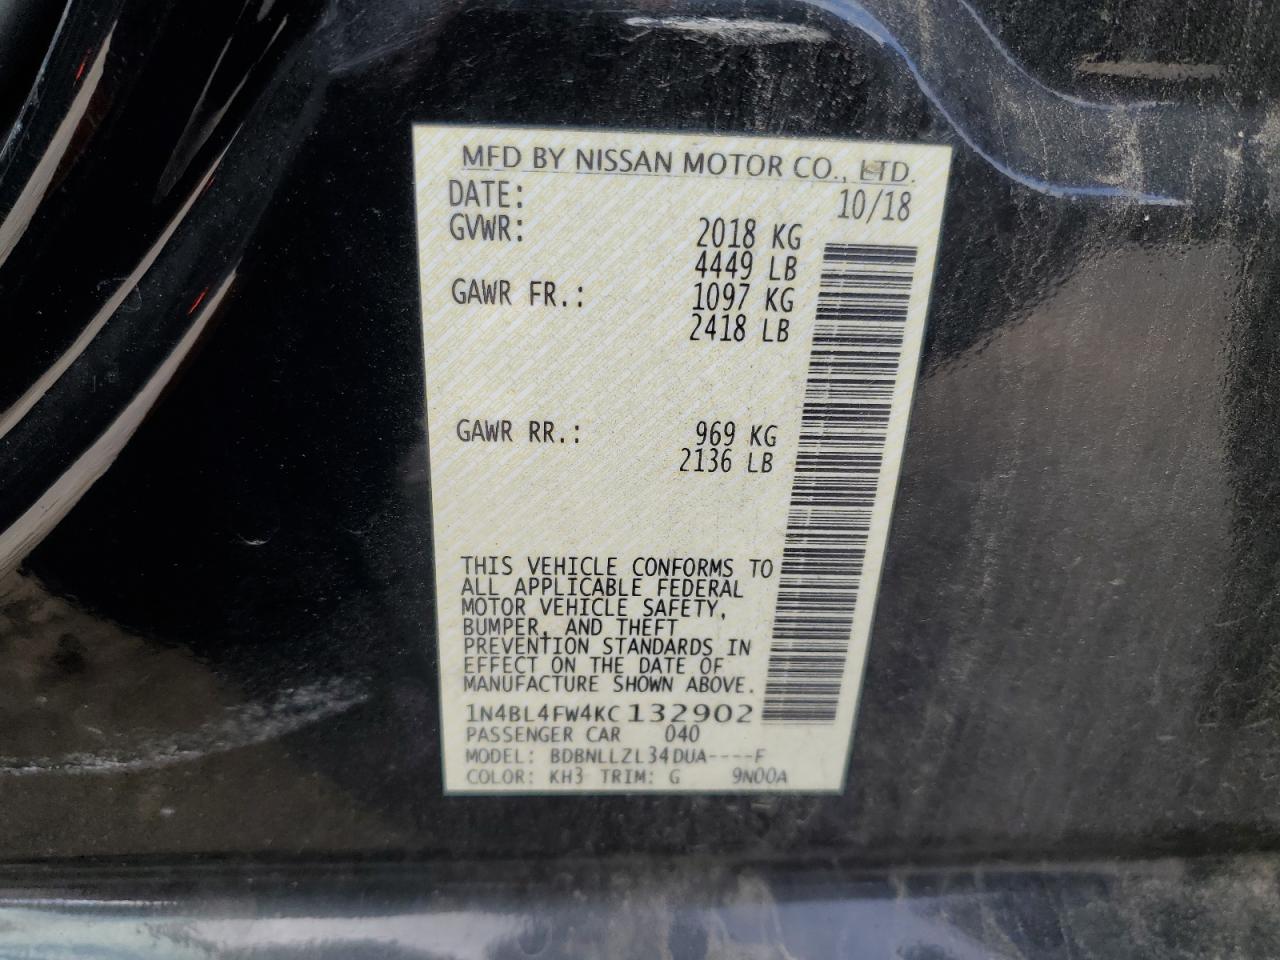 MFD BY NISSAN MOTOR CO., LTD.
DATE: 10/18
GVWR: 2018 KG
4449 LB
GAWR FR.: 1097 KG
2418 LB
GAWR RR.: 969 KG
2136 LB
THIS VEHICLE CONFORMS TO
ALL APPLICABLE FEDERAL
MOTOR VEHICLE SAFETY,
BUMPER, AND THEFT
PREVENTION STANDARDS IN
EFFECT ON THE DATE OF
MANUFACTURE SHOWN ABOVE.
1N4BL4FW4KC132902
PASSENGER CAR 040
MODEL: BDBNLLZL34DUA----F
COLOR: KH3 TRIM: G 9N00A